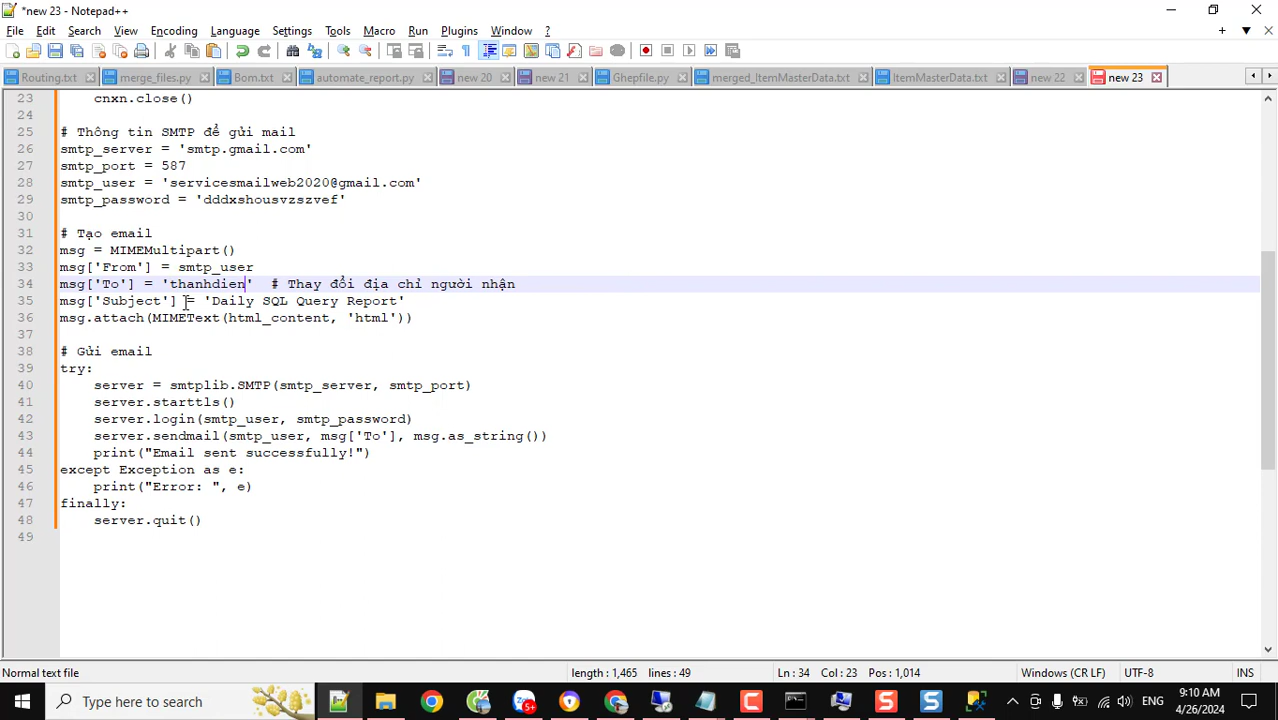 *new 23 - Notepad++
File Edit Search View Encoding Language Settings Tools Macro Run Plugins Window ?
Routing.txt merge_files.py Bom.txt automate_report.py new 20 new 21 Ghepfile.py merged_ItemMasterData.txt ItemMasterData.txt new 22 new 23
23 cnxn.close()
24
25 # Thông tin SMTP để gửi mail
26 smtp_server = 'smtp.gmail.com'
27 smtp_port = 587
28 smtp_user = 'servicesmailweb2020@gmail.com'
29 smtp_password = 'dddxshousvzszvef'
30
31 # Tạo email
32 msg = MIMEMultipart()
33 msg['From'] = smtp_user
34 msg['To'] = 'thanhdien' # Thay đổi địa chỉ người nhận
35 msg['Subject'] = 'Daily SQL Query Report'
36 msg.attach(MIMEText(html_content, 'html'))
37
38 # Gửi email
39 try:
40 server = smtplib.SMTP(smtp_server, smtp_port)
41 server.starttls()
42 server.login(smtp_user, smtp_password)
43 server.sendmail(smtp_user, msg['To'], msg.as_string())
44 print("Email sent successfully!")
45 except Exception as e:
46 print("Error: ", e)
47 finally:
48 server.quit()
49
Normal text file length : 1,465 lines : 49 Ln : 34 Col : 23 Pos : 1,014 Windows (CR LF) UTF-8 INS
Type here to search ENG 9:10 AM
4/26/2024